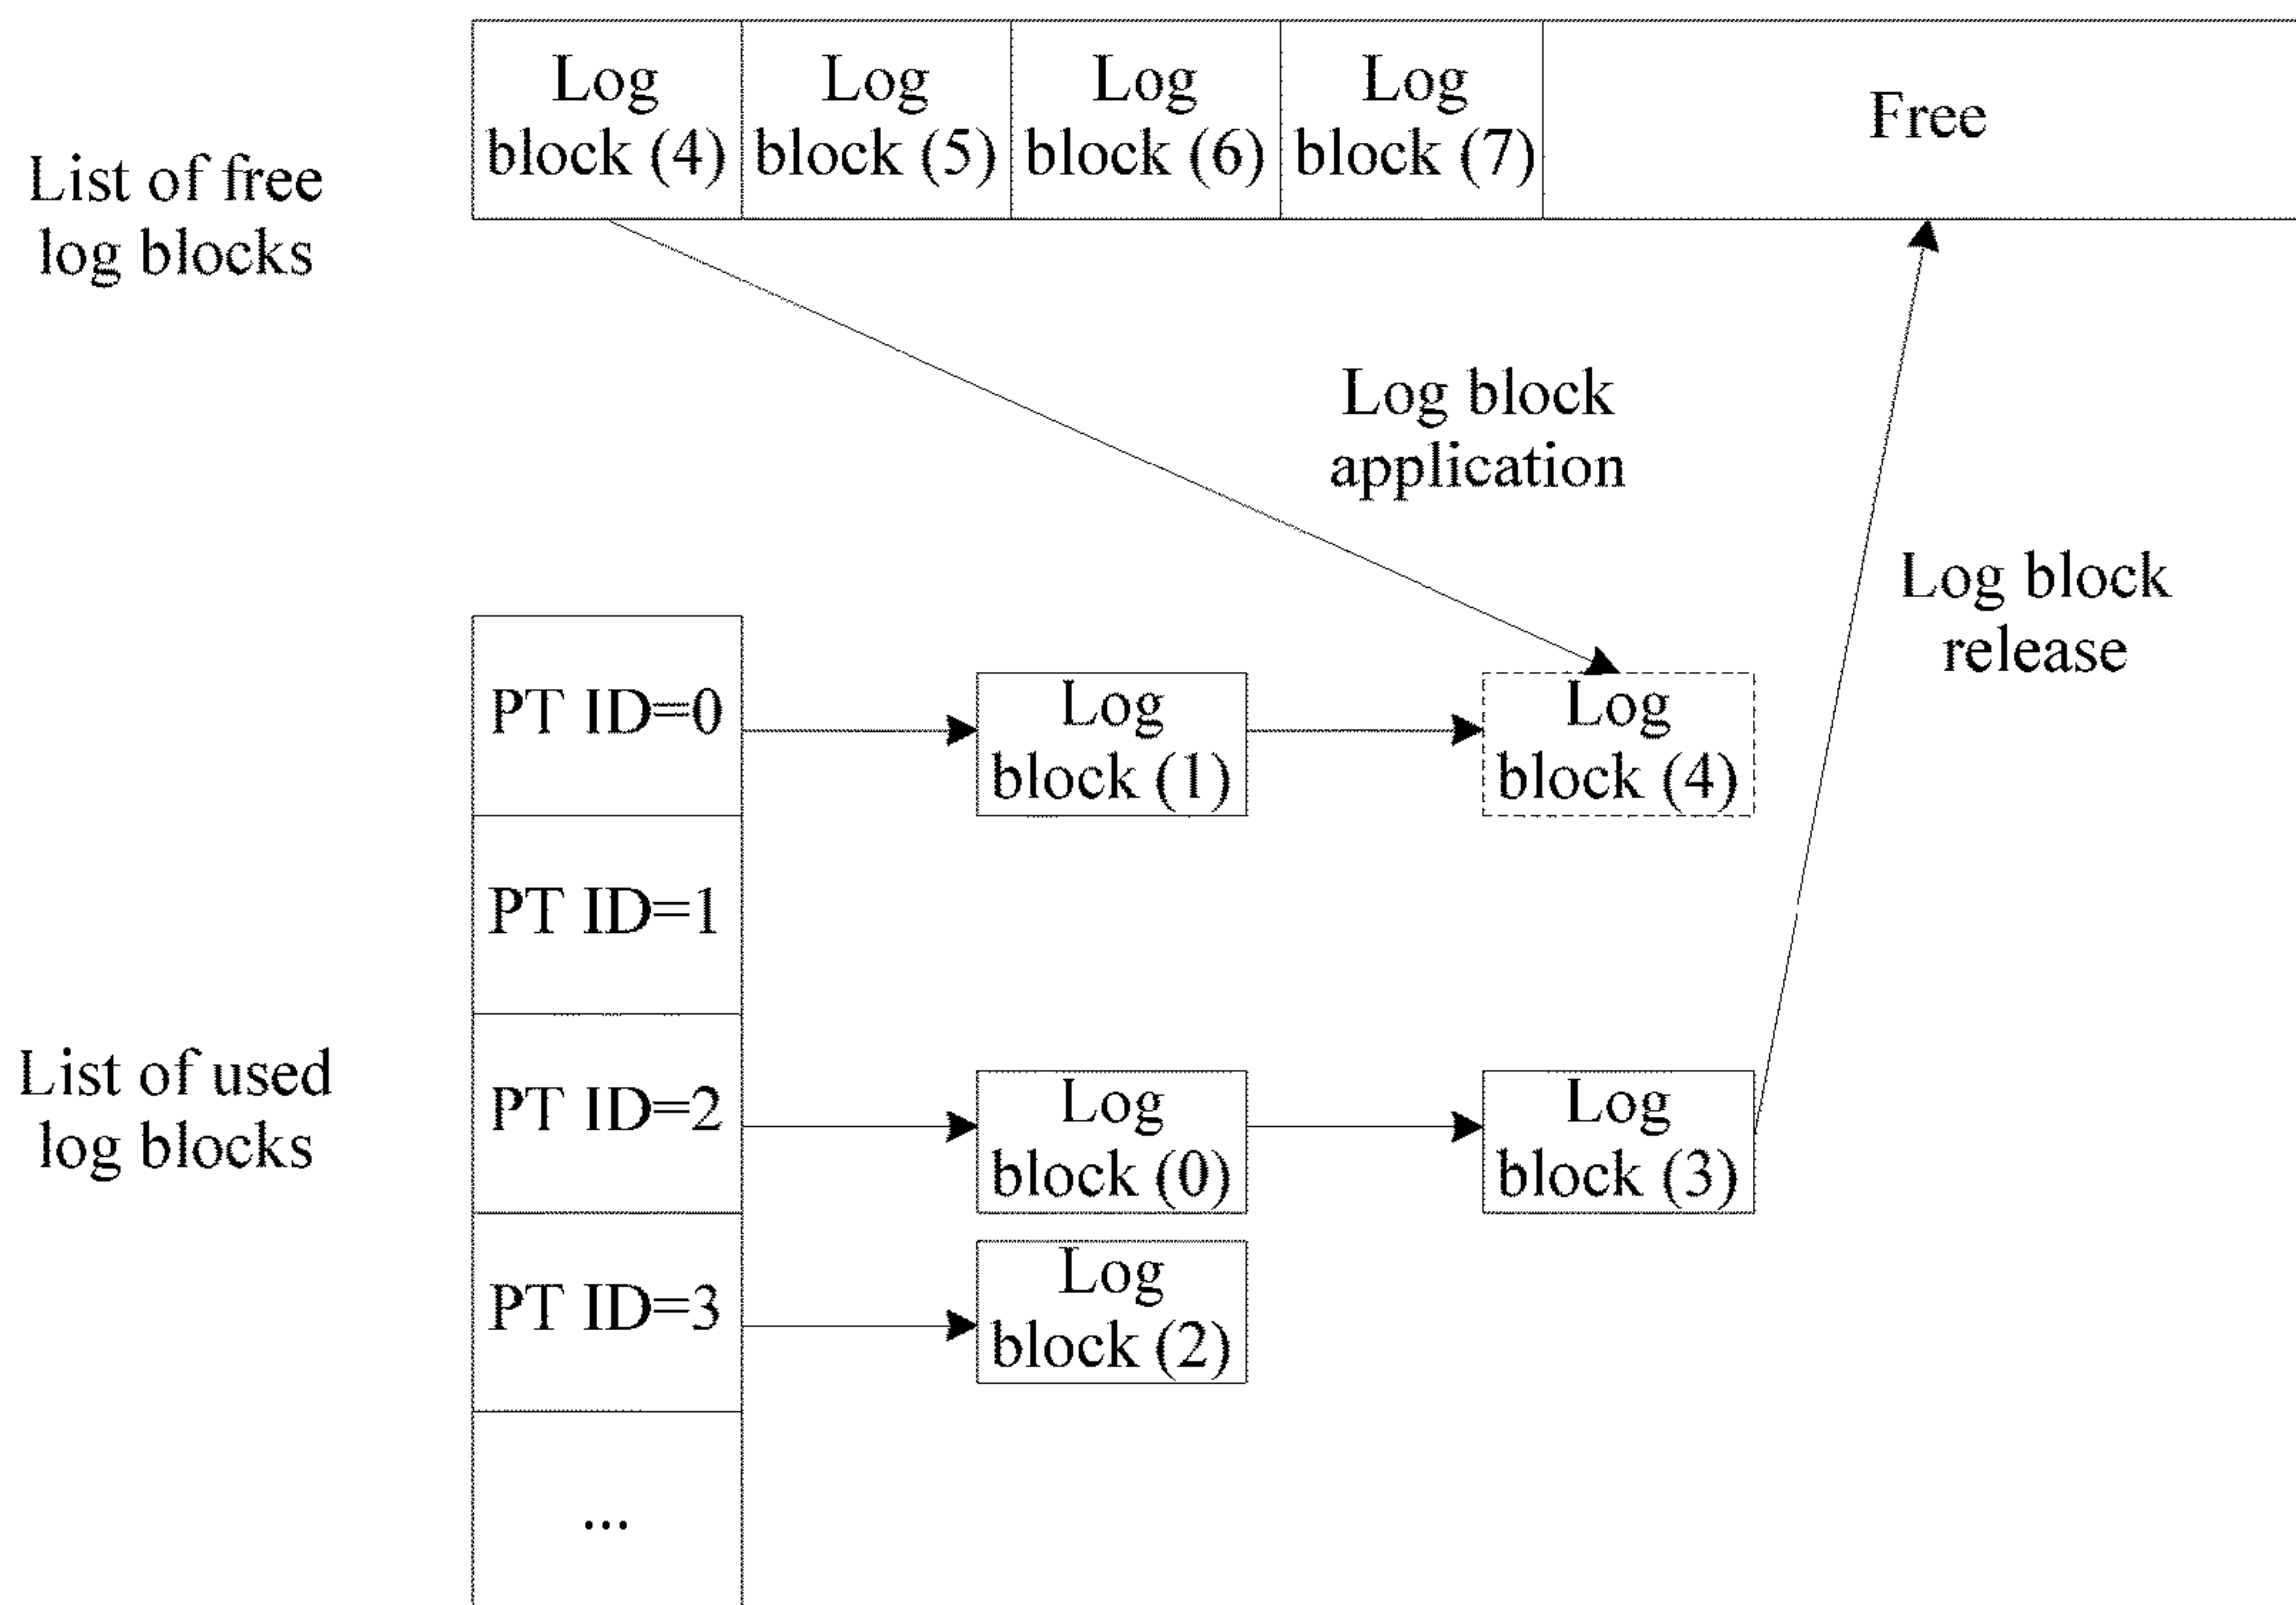 Log
block (4)
Log
block (5)
Log
block (6)
Log
block (7)
Free
List of free
log blocks
Log block
application
Log block
release
PT ID=0
Log
block (1)
Log
block (4)
PT ID=1
List of used
log blocks
PT ID=2
Log
block (0)
Log
block (3)
PT ID=3
Log
block (2)
...